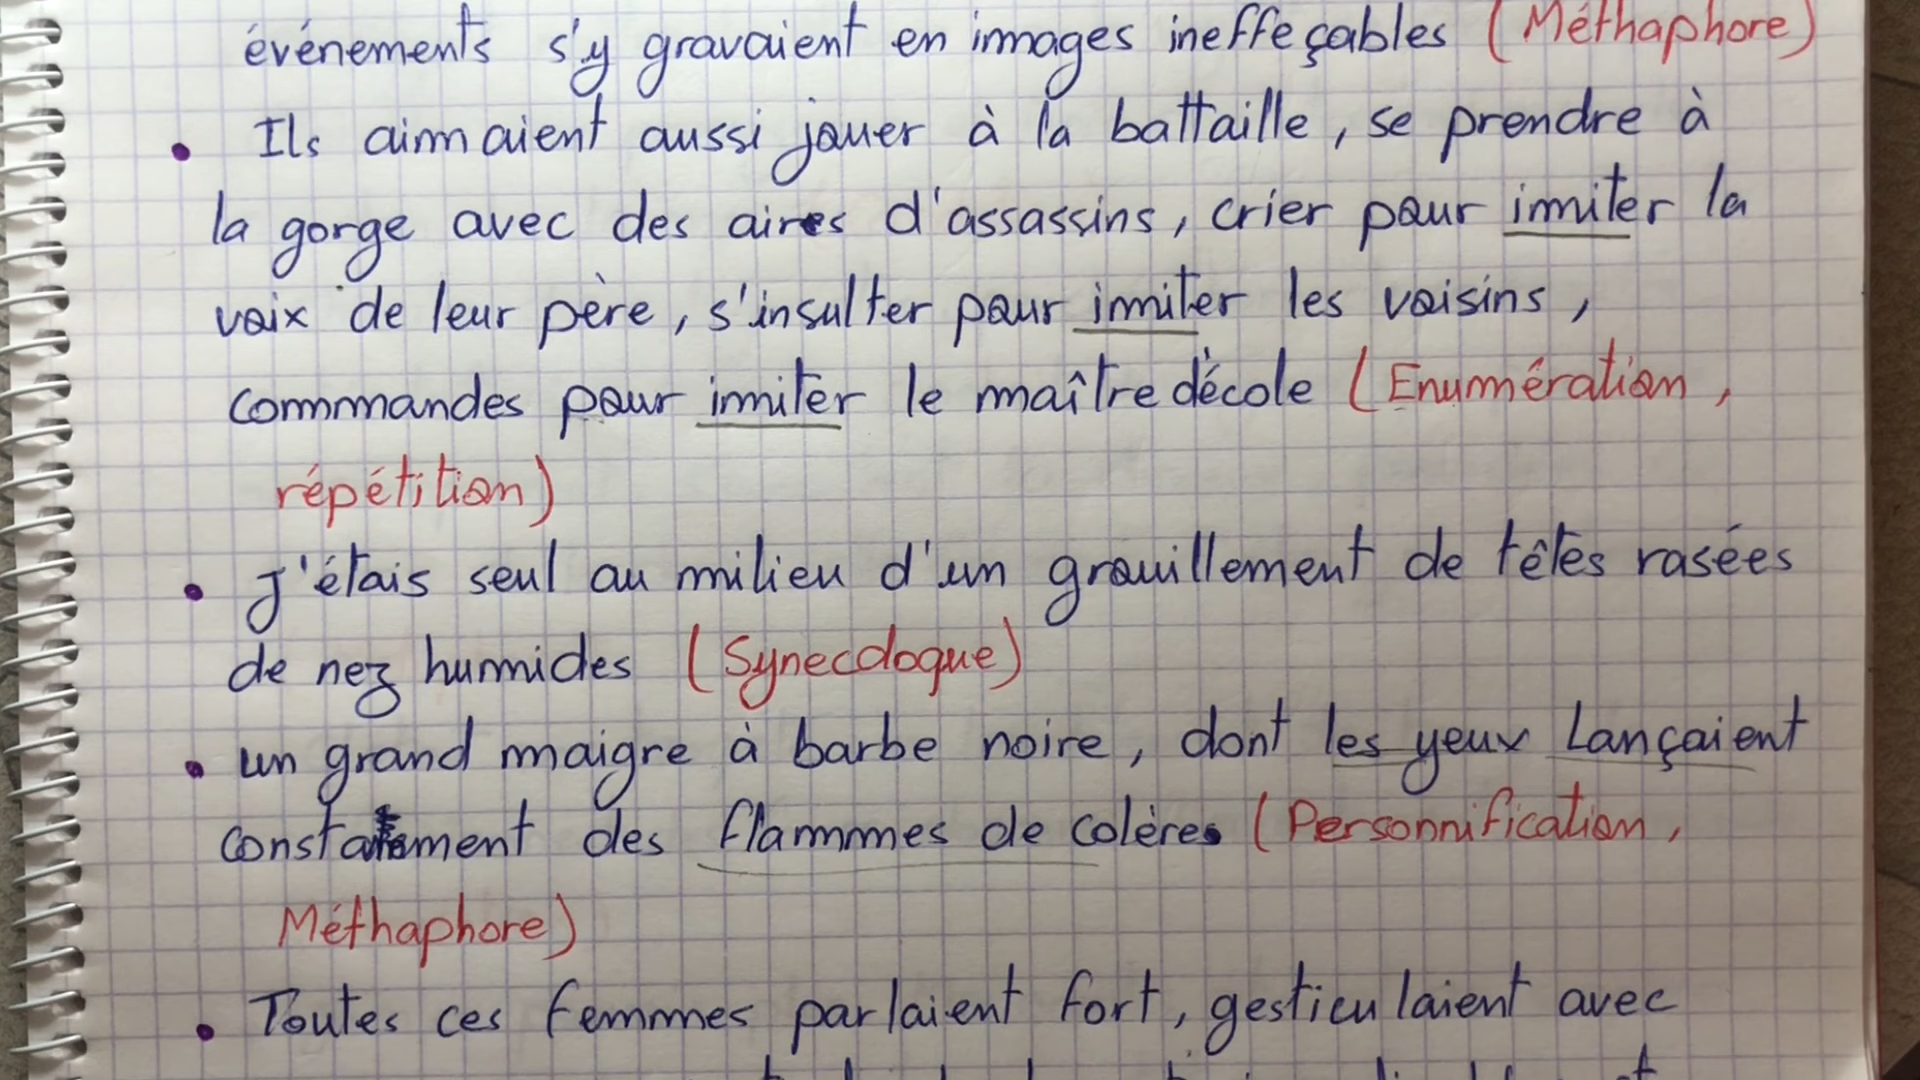 événements s'y gravaient en images ineffeçables (Méthaphore)
• Ils aimaient aussi jouer à la battaille, se prendre à
la gorge avec des aires d'assassins, crier pour imiter la
voix de leur père, s'insulter pour imiter les voisins,
commandes pour imiter le maître décole (Enumération,
répétition)
• J'étais seul au milieu d'un grouillement de têtes rasées
de nez humides (Synecdoque)
• un grand maigre à barbe noire, dont les yeux lançaient
constatement des flammes de colères (Personnification,
Méthaphore)
• Toutes ces femmes parlaient fort, gesticulaient avec